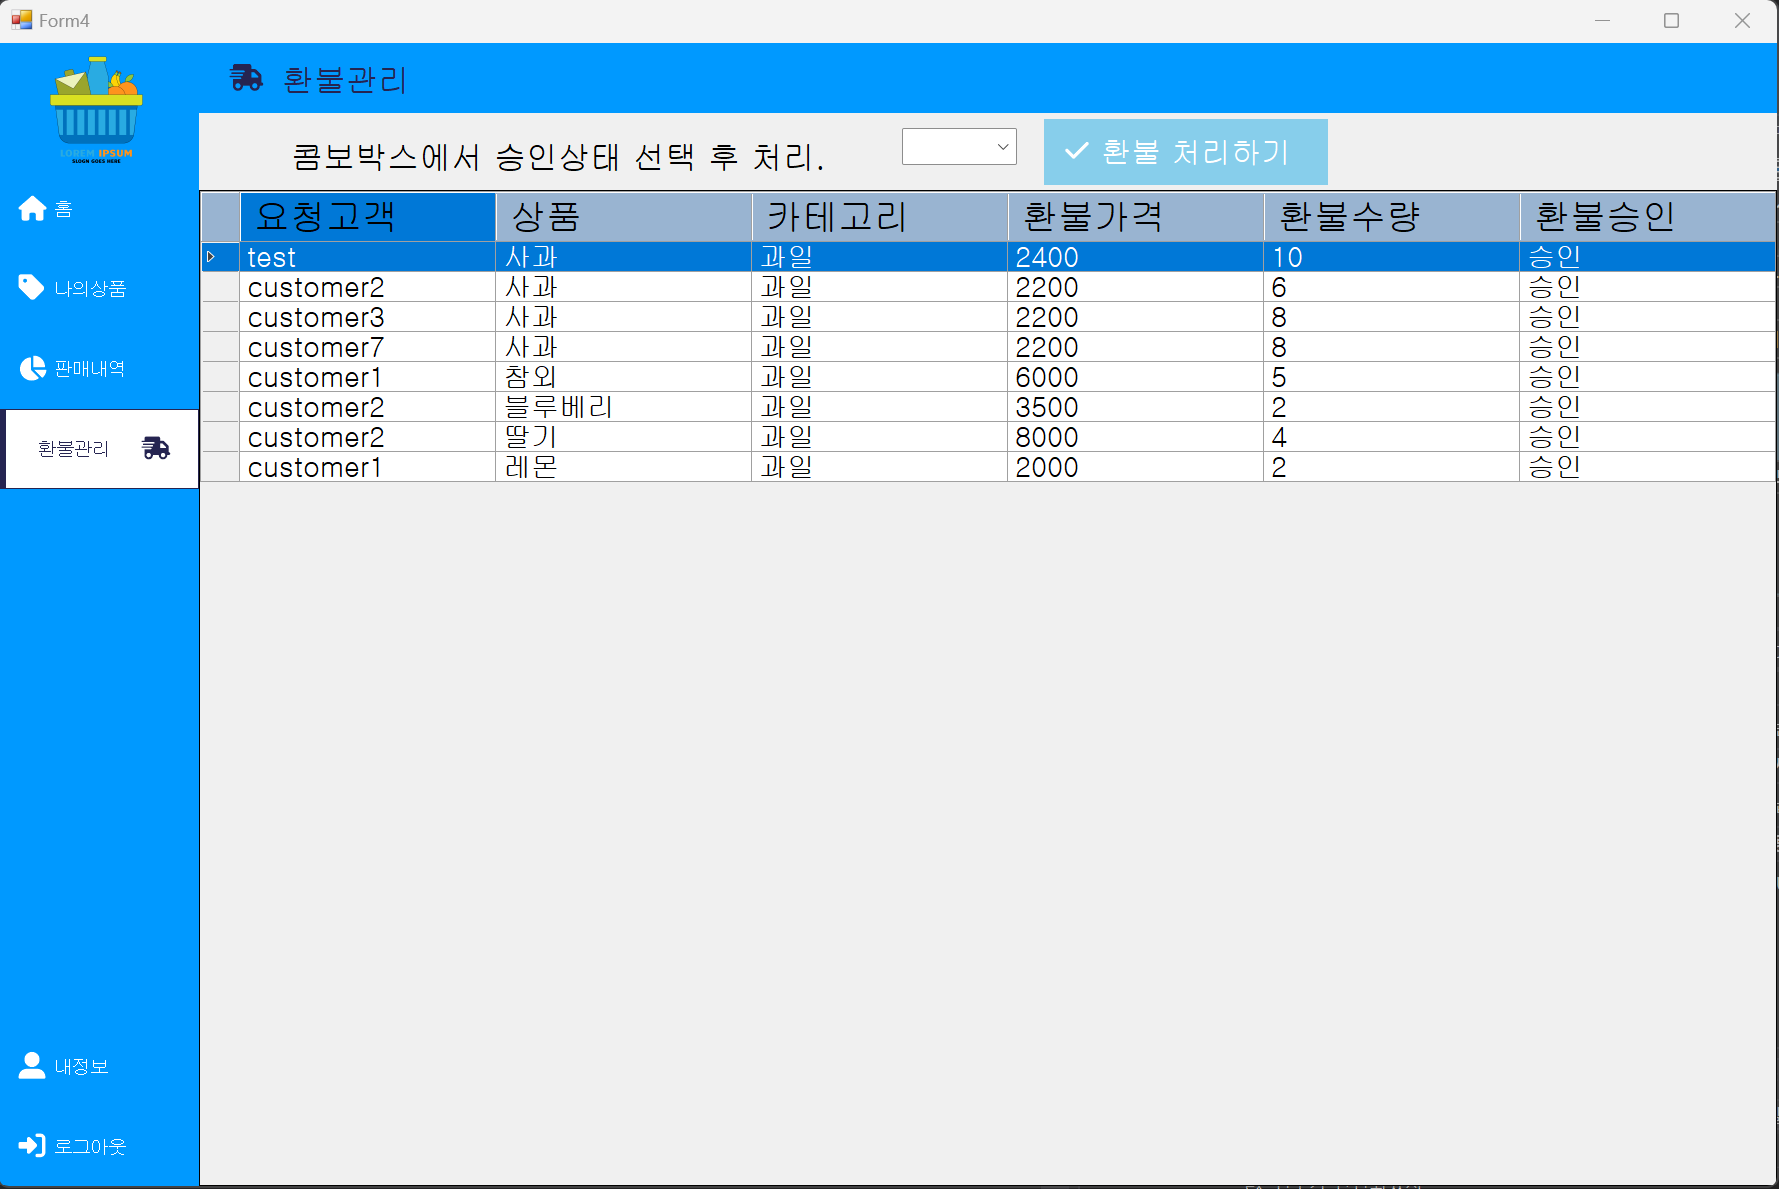 Form4
LOREM IPSUM
SLOGN GOES HERE
환불관리
홈
나의상품
판매내역
환불관리
내정보
로그아웃
콤보박스에서 승인상태 선택 후 처리.
환불 처리하기
요청고객 상품 카테고리 환불가격 환불수량 환불승인
test 사과 과일 2400 10 승인
customer2 사과 과일 2200 6 승인
customer3 사과 과일 2200 8 승인
customer7 사과 과일 2200 8 승인
customer1 참외 과일 6000 5 승인
customer2 블루베리 과일 3500 2 승인
customer2 딸기 과일 8000 4 승인
customer1 레몬 과일 2000 2 승인